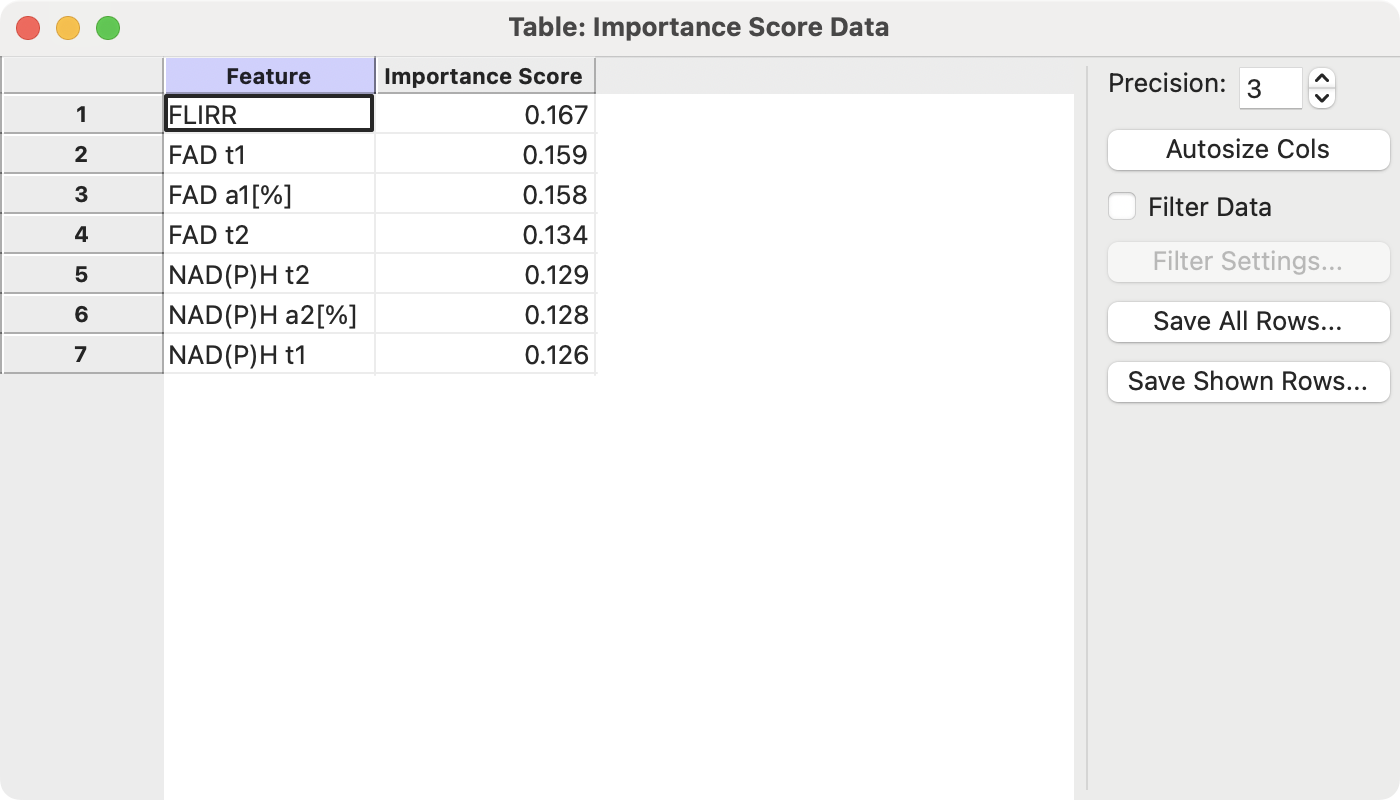 Table: Importance Score Data
Feature Importance Score
1 FLIRR 0.167
2 FAD t1 0.159
3 FAD a1[%] 0.158
4 FAD t2 0.134
5 NAD(P)H t2 0.129
6 NAD(P)H a2[%] 0.128
7 NAD(P)H t1 0.126
Precision: 3
Autosize Cols
Filter Data
Filter Settings...
Save All Rows...
Save Shown Rows...